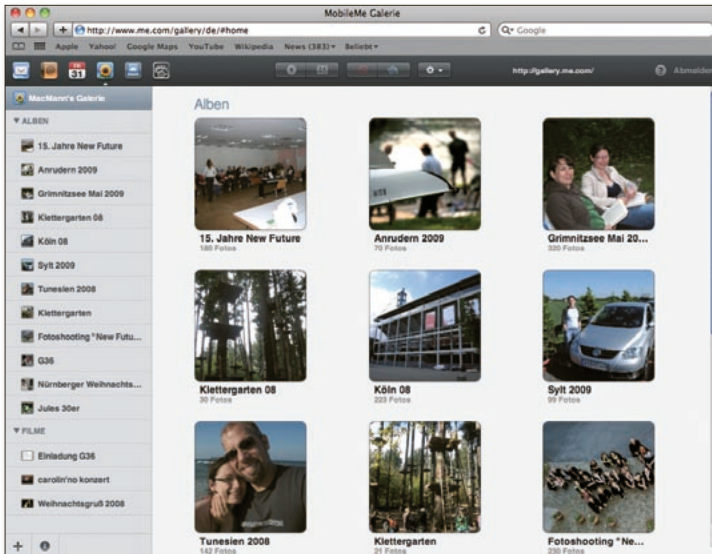 MobileMe Galerie
http://www.me.com/gallery/de/#home
Google
Apple Yahoo! Google Maps YouTube Wikipedia News (383) Beliebt
FRI
31
http://gallery.me.com/
Abmelden
MacMann's Galerie
ALBEN
15. Jahre New Future
Anrudern 2009
Grimnitzsee Mai 2009
Klettergarten 08
Köln 08
Sylt 2009
Tunesien 2008
Klettergarten
Fotoshooting "New Futu...
G36
Nürnberger Weihnachts...
Jules 30er
FILME
Einladung G36
carolin'no konzert
Weihnachtsgruß 2008
Alben
15. Jahre New Future
160 Fotos
Anrudern 2009
70 Fotos
Grimnitzsee Mai 20...
320 Fotos
Klettergarten 08
30 Fotos
Köln 08
223 Fotos
Sylt 2009
99 Fotos
Tunesien 2008
142 Fotos
Klettergarten
21 Fotos
Fotoshooting "Ne...
230 Fotos